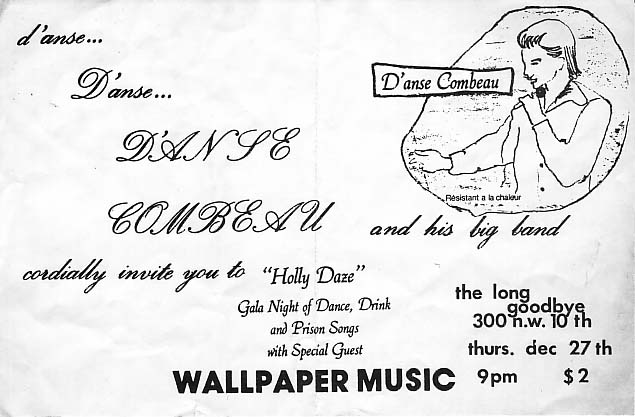 d'anse...
D'anse...
D'ANSE
COMBEAU
D'anse Combeau
Résistant a la chaleur
and his big band
cordially invite you to "Holly Daze"
Gala Night of Dance, Drink
and Prison Songs
with Special Guest
WALLPAPER MUSIC
the long
goodbye
300 n.w. 10 th
thurs. dec 27 th
9pm $2